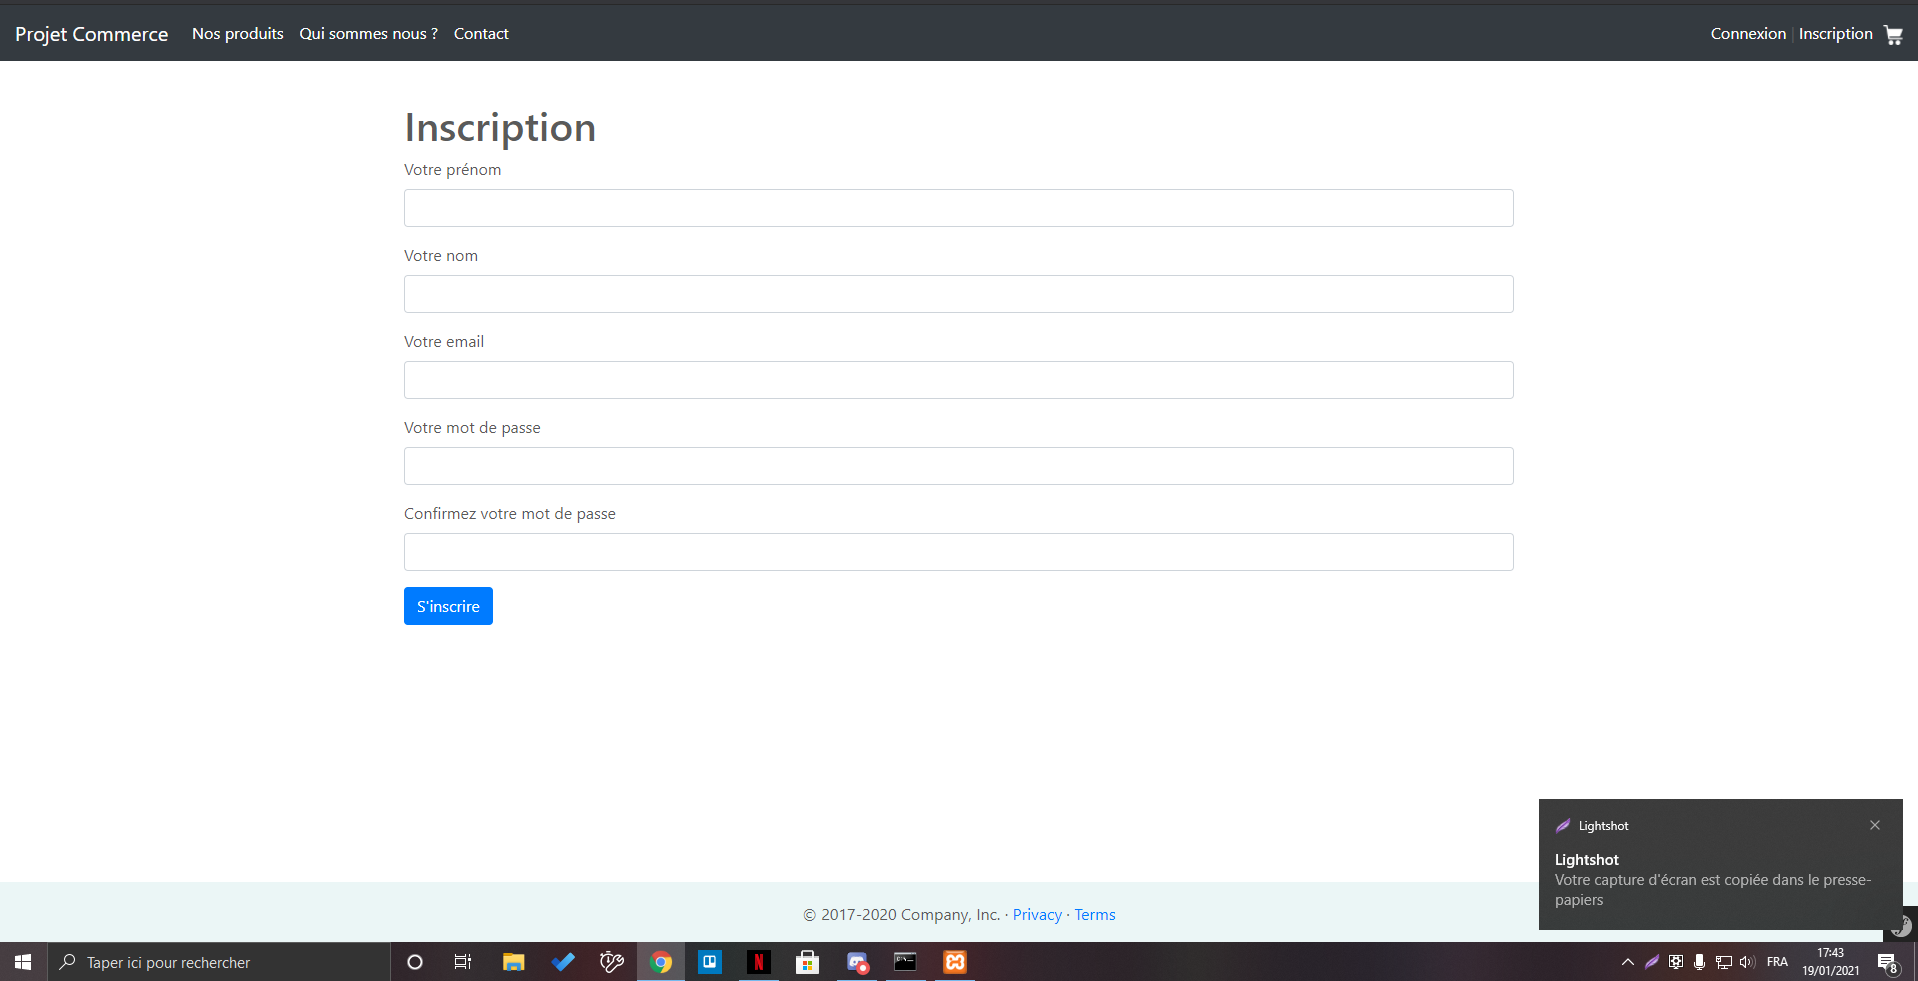 Projet Commerce Nos produits Qui sommes nous ? Contact Connexion | Inscription
Inscription
Votre prénom
Votre nom
Votre email
Votre mot de passe
Confirmez votre mot de passe
S'inscrire
Lightshot
Lightshot
Votre capture d'écran est copiée dans le presse-
papiers
© 2017-2020 Company, Inc. · Privacy · Terms
Taper ici pour rechercher
FRA
17:43
19/01/2021
8